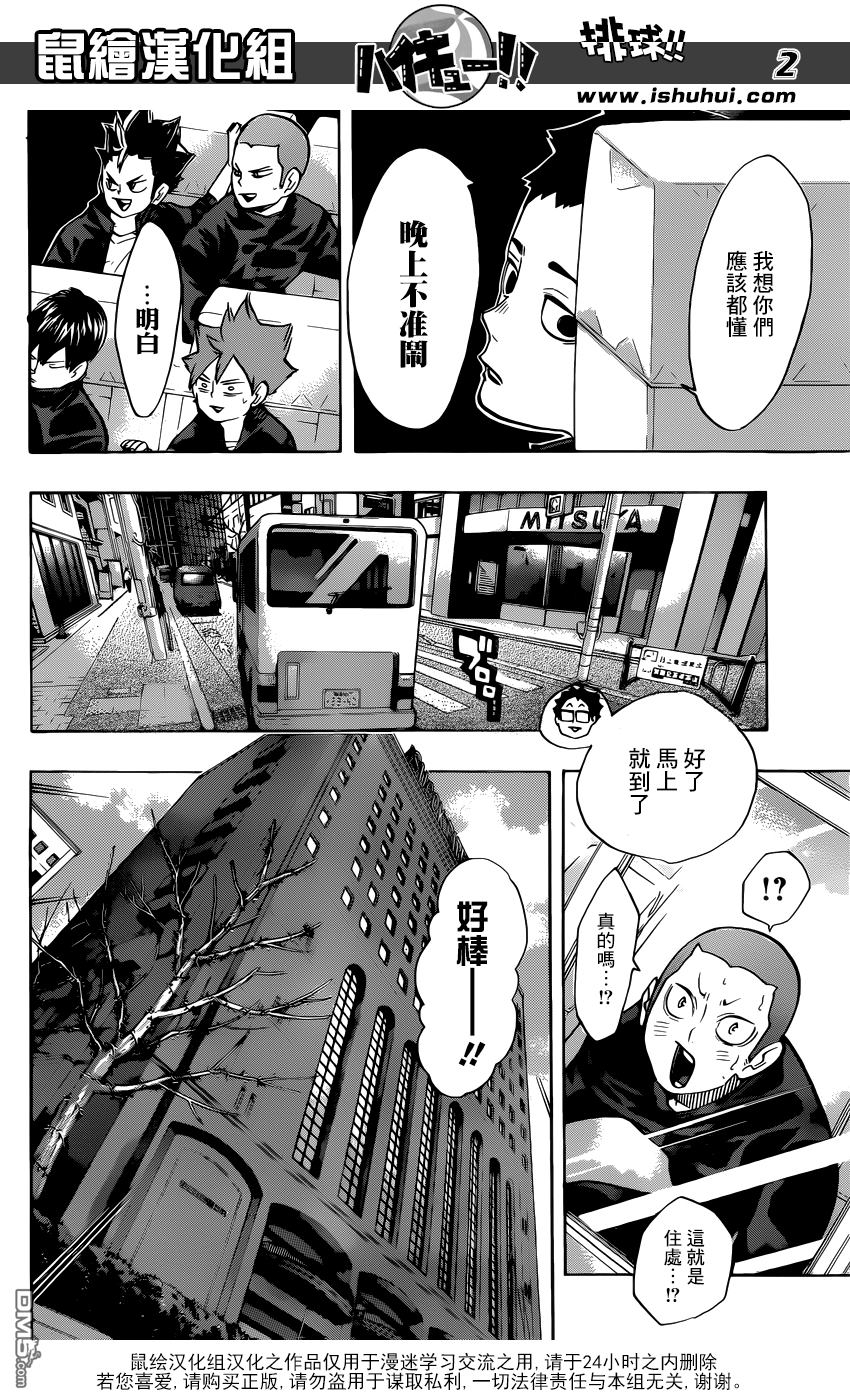 鼠繪漢化組
ハイキュー!!
排球!!
2
www.ishuhui.com
我想你們
應該都懂
晚上不准鬧
…明白
MITSUYA
ブロロ…
好了
馬上
就到了
!?
真的嗎…!?
這就是
住處…!?
好棒——!!
DM5.com
鼠绘汉化组汉化之作品仅用于漫迷学习交流之用, 请于24小时之内删除
若您喜爱, 请购买正版, 请勿盗用于谋取私利, 一切法律责任与本组无关, 谢谢。